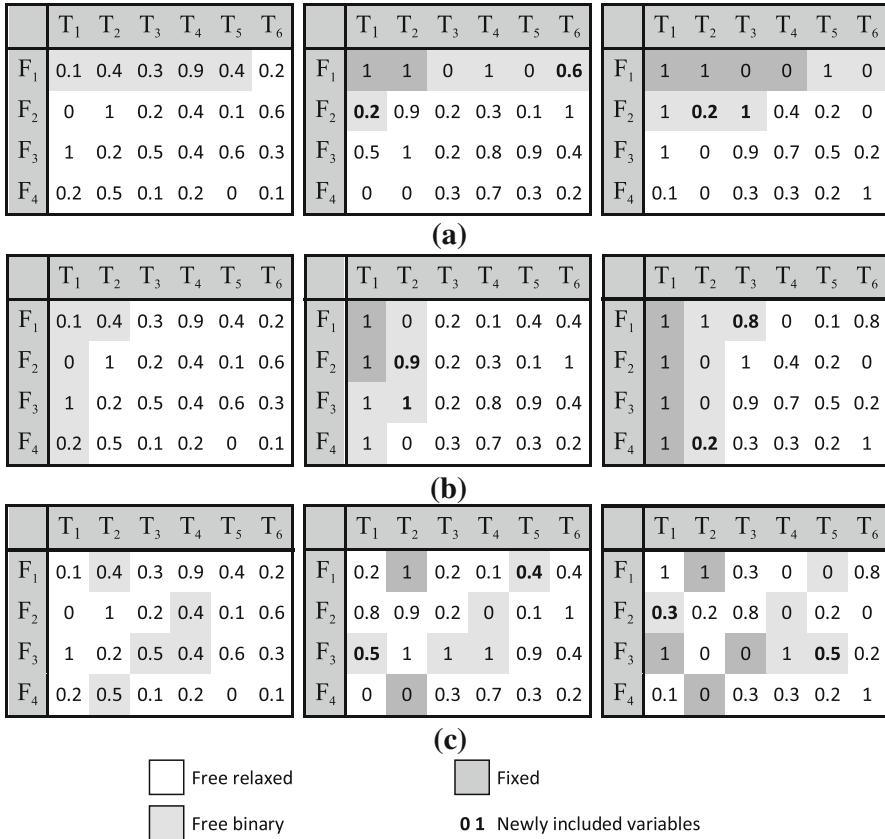 T1 T2 T3 T4 T5 T6 T1 T2 T3 T4 T5 T6 T1 T2 T3 T4 T5 T6
F1 0.1 0.4 0.3 0.9 0.4 0.2 F1 1 1 0 1 0 0.6 F1 1 1 0 0 1 0
F2 0 1 0.2 0.4 0.1 0.6 F2 0.2 0.9 0.2 0.3 0.1 1 F2 1 0.2 1 0.4 0.2 0
F3 1 0.2 0.5 0.4 0.6 0.3 F3 0.5 1 0.2 0.8 0.9 0.4 F3 1 0 0.9 0.7 0.5 0.2
F4 0.2 0.5 0.1 0.2 0 0.1 F4 0 0 0.3 0.7 0.3 0.2 F4 0.1 0 0.3 0.3 0.2 1
(a)
T1 T2 T3 T4 T5 T6 T1 T2 T3 T4 T5 T6 T1 T2 T3 T4 T5 T6
F1 0.1 0.4 0.3 0.9 0.4 0.2 F1 1 0 0.2 0.1 0.4 0.4 F1 1 1 0.8 0 0.1 0.8
F2 0 1 0.2 0.4 0.1 0.6 F2 1 0.9 0.2 0.3 0.1 1 F2 1 0 1 0.4 0.2 0
F3 1 0.2 0.5 0.4 0.6 0.3 F3 1 1 0.2 0.8 0.9 0.4 F3 1 0 0.9 0.7 0.5 0.2
F4 0.2 0.5 0.1 0.2 0 0.1 F4 1 0 0.3 0.7 0.3 0.2 F4 1 0.2 0.3 0.3 0.2 1
(b)
T1 T2 T3 T4 T5 T6 T1 T2 T3 T4 T5 T6 T1 T2 T3 T4 T5 T6
F1 0.1 0.4 0.3 0.9 0.4 0.2 F1 0.2 1 0.2 0.1 0.4 0.4 F1 1 1 0.3 0 0 0.8
F2 0 1 0.2 0.4 0.1 0.6 F2 0.8 0.9 0.2 0 0.1 1 F2 0.3 0.2 0.8 0 0.2 0
F3 1 0.2 0.5 0.4 0.6 0.3 F3 0.5 1 1 1 0.9 0.4 F3 1 0 0 1 0.5 0.2
F4 0.2 0.5 0.1 0.2 0 0.1 F4 0 0 0.3 0.7 0.3 0.2 F4 0.1 0 0.3 0.3 0.2 1
(c)
Free relaxed Fixed
Free binary 0 1 Newly included variables